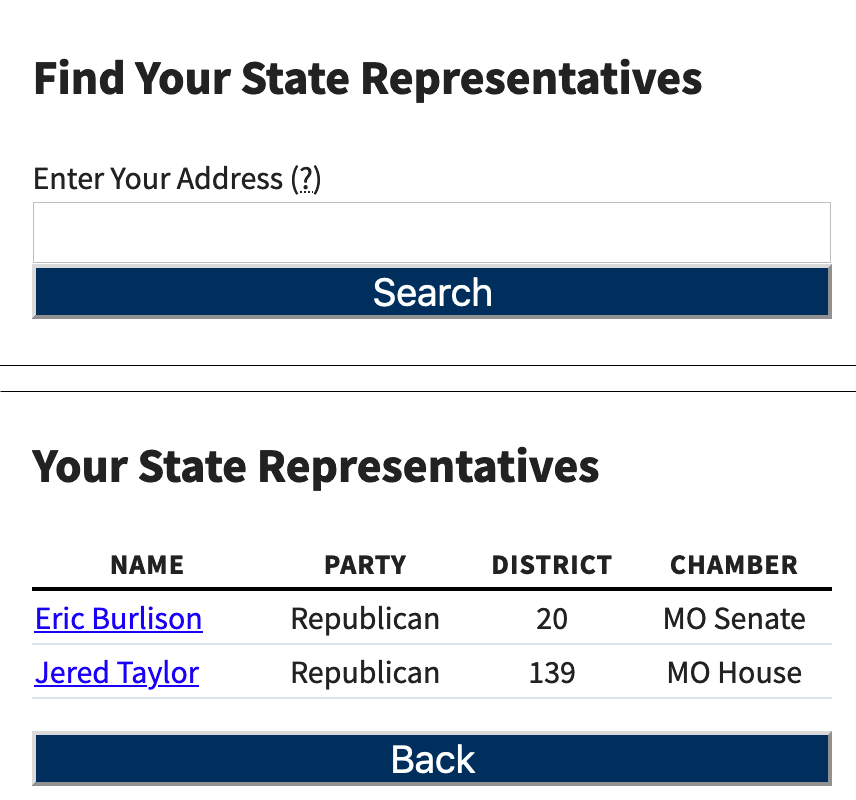 Find Your State Representatives
Enter Your Address (?)
Search
Your State Representatives
NAME PARTY DISTRICT CHAMBER
Eric Burlison Republican 20 MO Senate
Jered Taylor Republican 139 MO House
Back